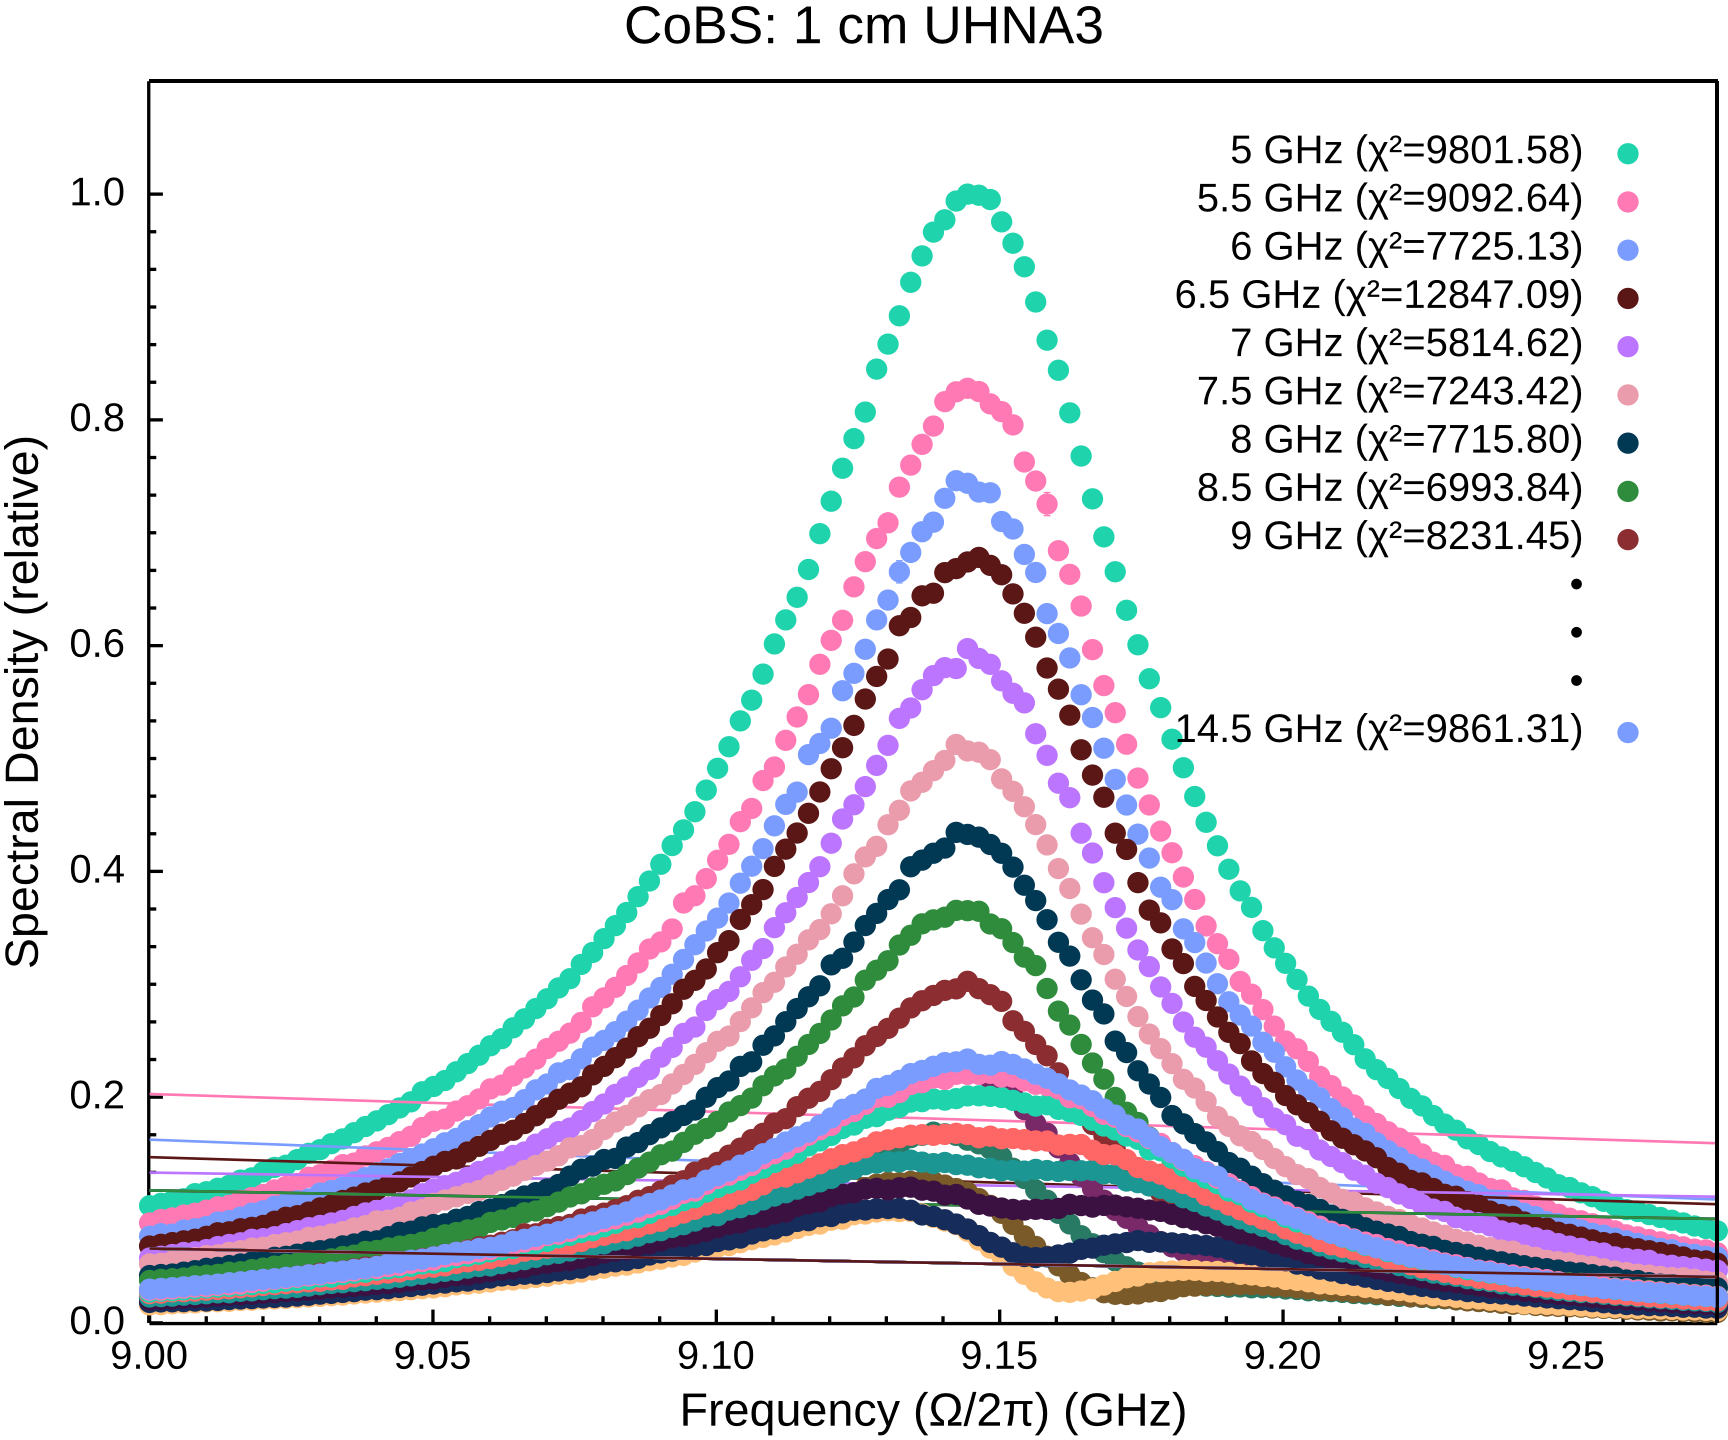 CoBS: 1 cm UHNA3
5 GHz (χ²=9801.58)
5.5 GHz (χ²=9092.64)
6 GHz (χ²=7725.13)
6.5 GHz (χ²=12847.09)
7 GHz (χ²=5814.62)
7.5 GHz (χ²=7243.42)
8 GHz (χ²=7715.80)
8.5 GHz (χ²=6993.84)
9 GHz (χ²=8231.45)
14.5 GHz (χ²=9861.31)
Spectral Density (relative)
1.0
0.8
0.6
0.4
0.2
0.0
9.00 9.05 9.10 9.15 9.20 9.25
Frequency (Ω/2π) (GHz)